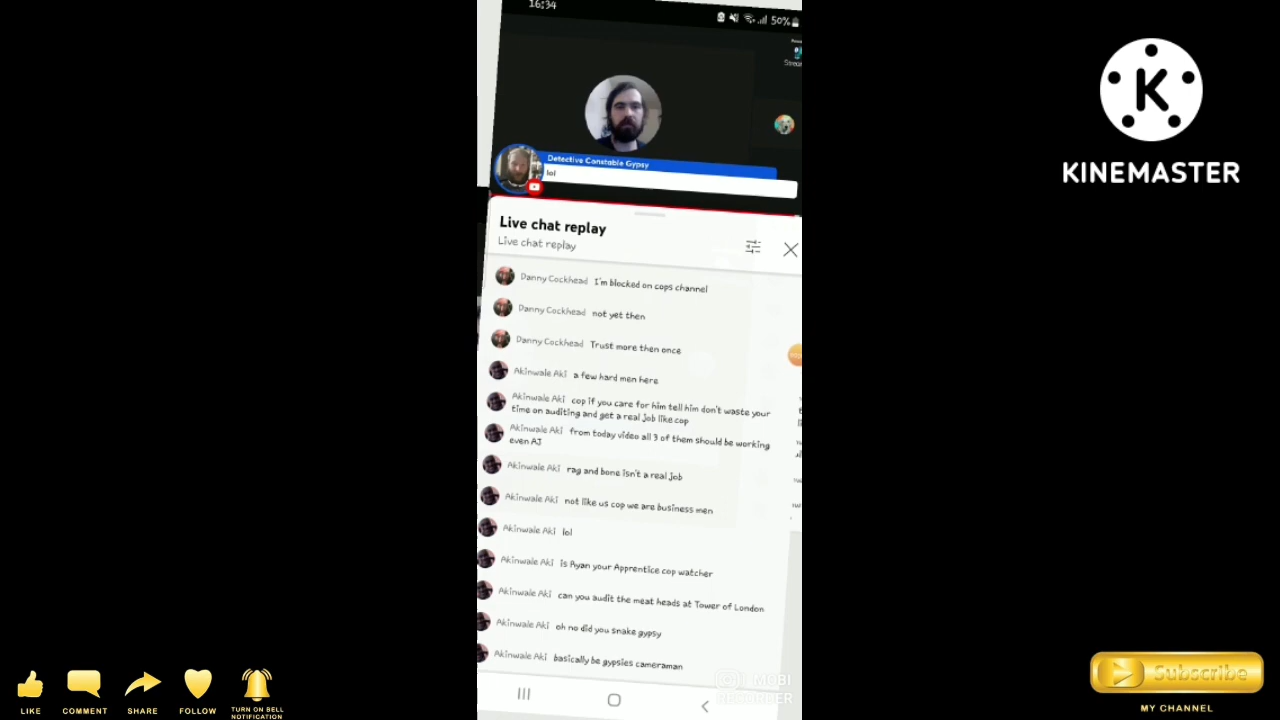 16:34
50%
K
KINEMASTER
Detective Constable Gypsy
lol
Live chat replay
Live chat replay
Danny Cockhead I'm blocked on cops channel
Danny Cockhead not yet then
Danny Cockhead Trust more then once
Akinwale Aki a few hard men here
Akinwale Aki cop if you care for him tell him don't waste your
time on auditing and get a real job like cop
Akinwale Aki from today video all 3 of them should be working
even AJ
Akinwale Aki rag and bone isn't a real job
Akinwale Aki not like us cop we are business men
Akinwale Aki lol
Akinwale Aki is Ayan your Apprentice cop watcher
Akinwale Aki can you audit the meat heads at Tower of London
Akinwale Aki oh no did you snake gypsy
Akinwale Aki basically be gypsies cameraman
MOBI
RECORDER
LIKE
COMMENT
SHARE
FOLLOW
TURN ON BELL
NOTIFICATION
Subscribe
MY CHANNEL